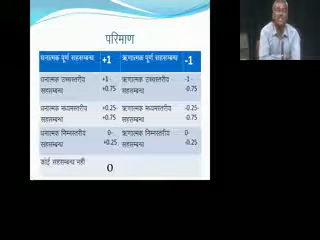 परिमाण
धनात्मक पूर्ण सहसम्बन्ध +1 ऋणात्मक पूर्ण सहसम्बन्ध -1
धनात्मक उच्चस्तरीय सहसम्बन्ध +1 - +0.75 ऋणात्मक उच्चस्तरीय सहसम्बन्ध -1 - -0.75
धनात्मक मध्यमस्तरीय सहसम्बन्ध +0.25- +0.75 ऋणात्मक मध्यमस्तरीय सहसम्बन्ध -0.25- -0.75
धनात्मक निम्नस्तरीय सहसम्बन्ध 0- +0.25 ऋणात्मक निम्नस्तरीय सहसम्बन्ध 0- -0.25
कोई सहसम्बन्ध नहीं 0